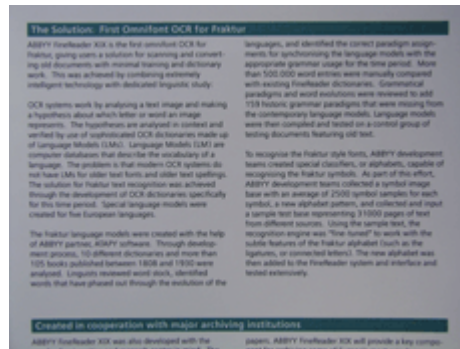 The Solution: First Omnifont OCR for Fraktur
ABBYY FineReader XIX is the first omnifont OCR for
fraktur, giving users a solution for scanning and convert-
ing old documents with minimal training and dictionary
work. This was achieved by combining extremely
intelligent technology with dedicated linguistic study:
OCR systems work by analysing a text image and making
a hypothesis about which letter or word an image
represents. The hypotheses are analysed in context and
verified by use of sophisticated OCR dictionaries made up
of Language Models (LMs). Language Models (LM) are
computer databases that describe the vocabulary of a
language. The problem is that modern OCR systems do
not have LMs for older text fonts and older text spellings.
The solution for fraktur text recognition was achieved
through the development of OCR dictionaries specifically
for this time period. Special language models were
created for five European languages.
The fraktur language models were created with the help
of ABBYY partner, ATAPY software. Through develop-
ment process, 10 different dictionaries and more than
105 books published between 1808 and 1930 were
analysed. Linguists reviewed word stock, identified
words that have phased out through the evolution of the
languages, and identified the correct paradigm assign-
ments for synchronising the language models with the
appropriate grammar usage for the time period. More
than 500.000 word entries were manually compared
with existing FineReader dictionaries. Grammatical
paradigms and word evolutions were reviewed to add
159 historic grammar paradigms that were missing from
the contemporary language models. Language models
were then compiled and tested on a control group of
testing documents featuring old text.
To recognise the fraktur style fonts, ABBYY development
teams created special classifiers, or alphabets, capable of
recognising the fraktur symbols. As part of this effort,
ABBYY development teams collected a symbol image
base with an average of 2500 symbol samples for each
symbol, a new alphabet pattern, and collected and input
a sample test base representing 31000 pages of text
from different sources. Using the sample test, the
recognition engine was "fine tuned" to work with the
subtle features of the fraktur alphabet (such as the
ligatures, or connected letters). The new alphabet was
then added to the FineReader system and interface and
tested extensively.
Created in cooperation with major archiving institutions
ABBYY FineReader XIX was also developed with the
papers. ABBYY FineReader XIX will provide a key compo-